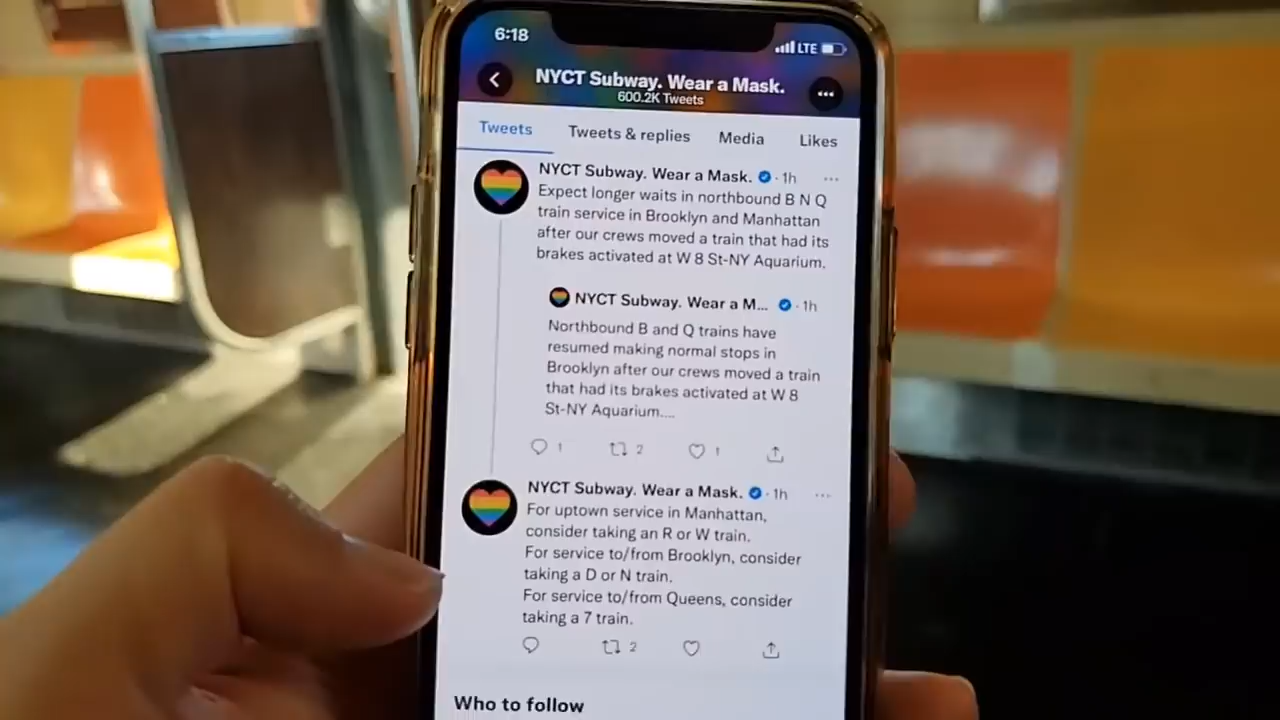 6:18
LTE
NYCT Subway. Wear a Mask.
600.2K Tweets
Tweets
Tweets & replies
Media
Likes
NYCT Subway. Wear a Mask. · 1h
Expect longer waits in northbound B N Q
train service in Brooklyn and Manhattan
after our crews moved a train that had its
brakes activated at W 8 St-NY Aquarium.
NYCT Subway. Wear a M... · 1h
Northbound B and Q trains have
resumed making normal stops in
Brooklyn after our crews moved a train
that had its brakes activated at W 8
St-NY Aquarium....
1 2 1
NYCT Subway. Wear a Mask. · 1h
For uptown service in Manhattan,
consider taking an R or W train.
For service to/from Brooklyn, consider
taking a D or N train.
For service to/from Queens, consider
taking a 7 train.
2
Who to follow